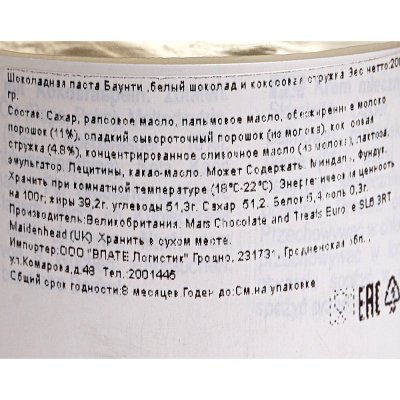 Шоколадная паста Баунти ,белый шоколад и кокосовая стружка Вес нетто:200
гр.
Состав: Сахар, рапсовое масло, пальмовое масло, обезжиренное молоко
порошок (11%), сладкий сывороточный порошок (из молока), кокосовая
стружка (4.8%), концентрированное сливочное масло (из молока), лактоза,
эмульгатор. Лецитины, какао-масло. Может Содержать. Миндаль, фундук.
Хранить при комнатной температуре (18°C-22°C) Энергетическая ценность
на 100г: жиры 39,2г. углеводы 51,3г. Сахар 51,2. Белок 5,4 соль 0,3г.
Производитель:Великобритания. Mars Chocolate and Treats Euro e SL6 3RT
Maidenhead (UK) Хранить в сухом месте.
Импортер:ООО "ВЛАТЕ Логистик" Гродно, 23173 , Гродненская обл.,
ул.Комарова,д.48 Тел.:2001445
Общий срок годности:8 месяцев.Годен до:См.на упаковке
EAC